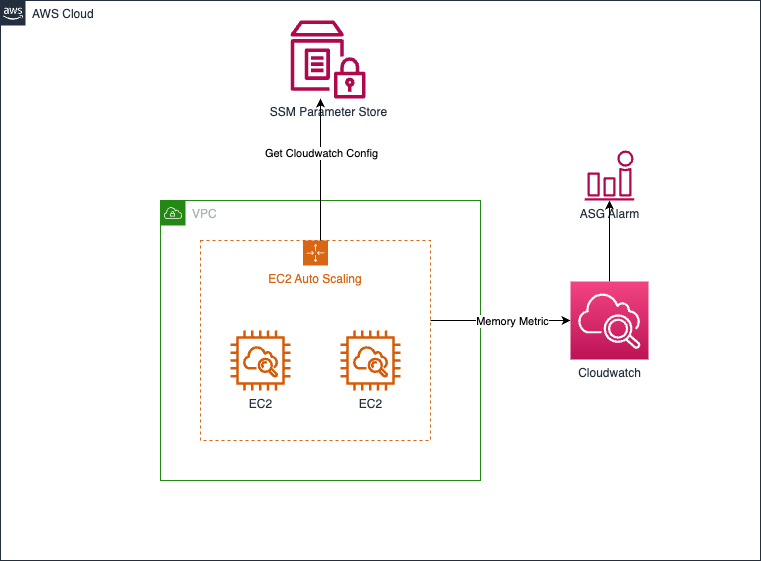 aws
AWS Cloud
SSM Parameter Store
Get Cloudwatch Config
ASG Alarm
VPC
EC2 Auto Scaling
Memory Metric
Cloudwatch
EC2
EC2